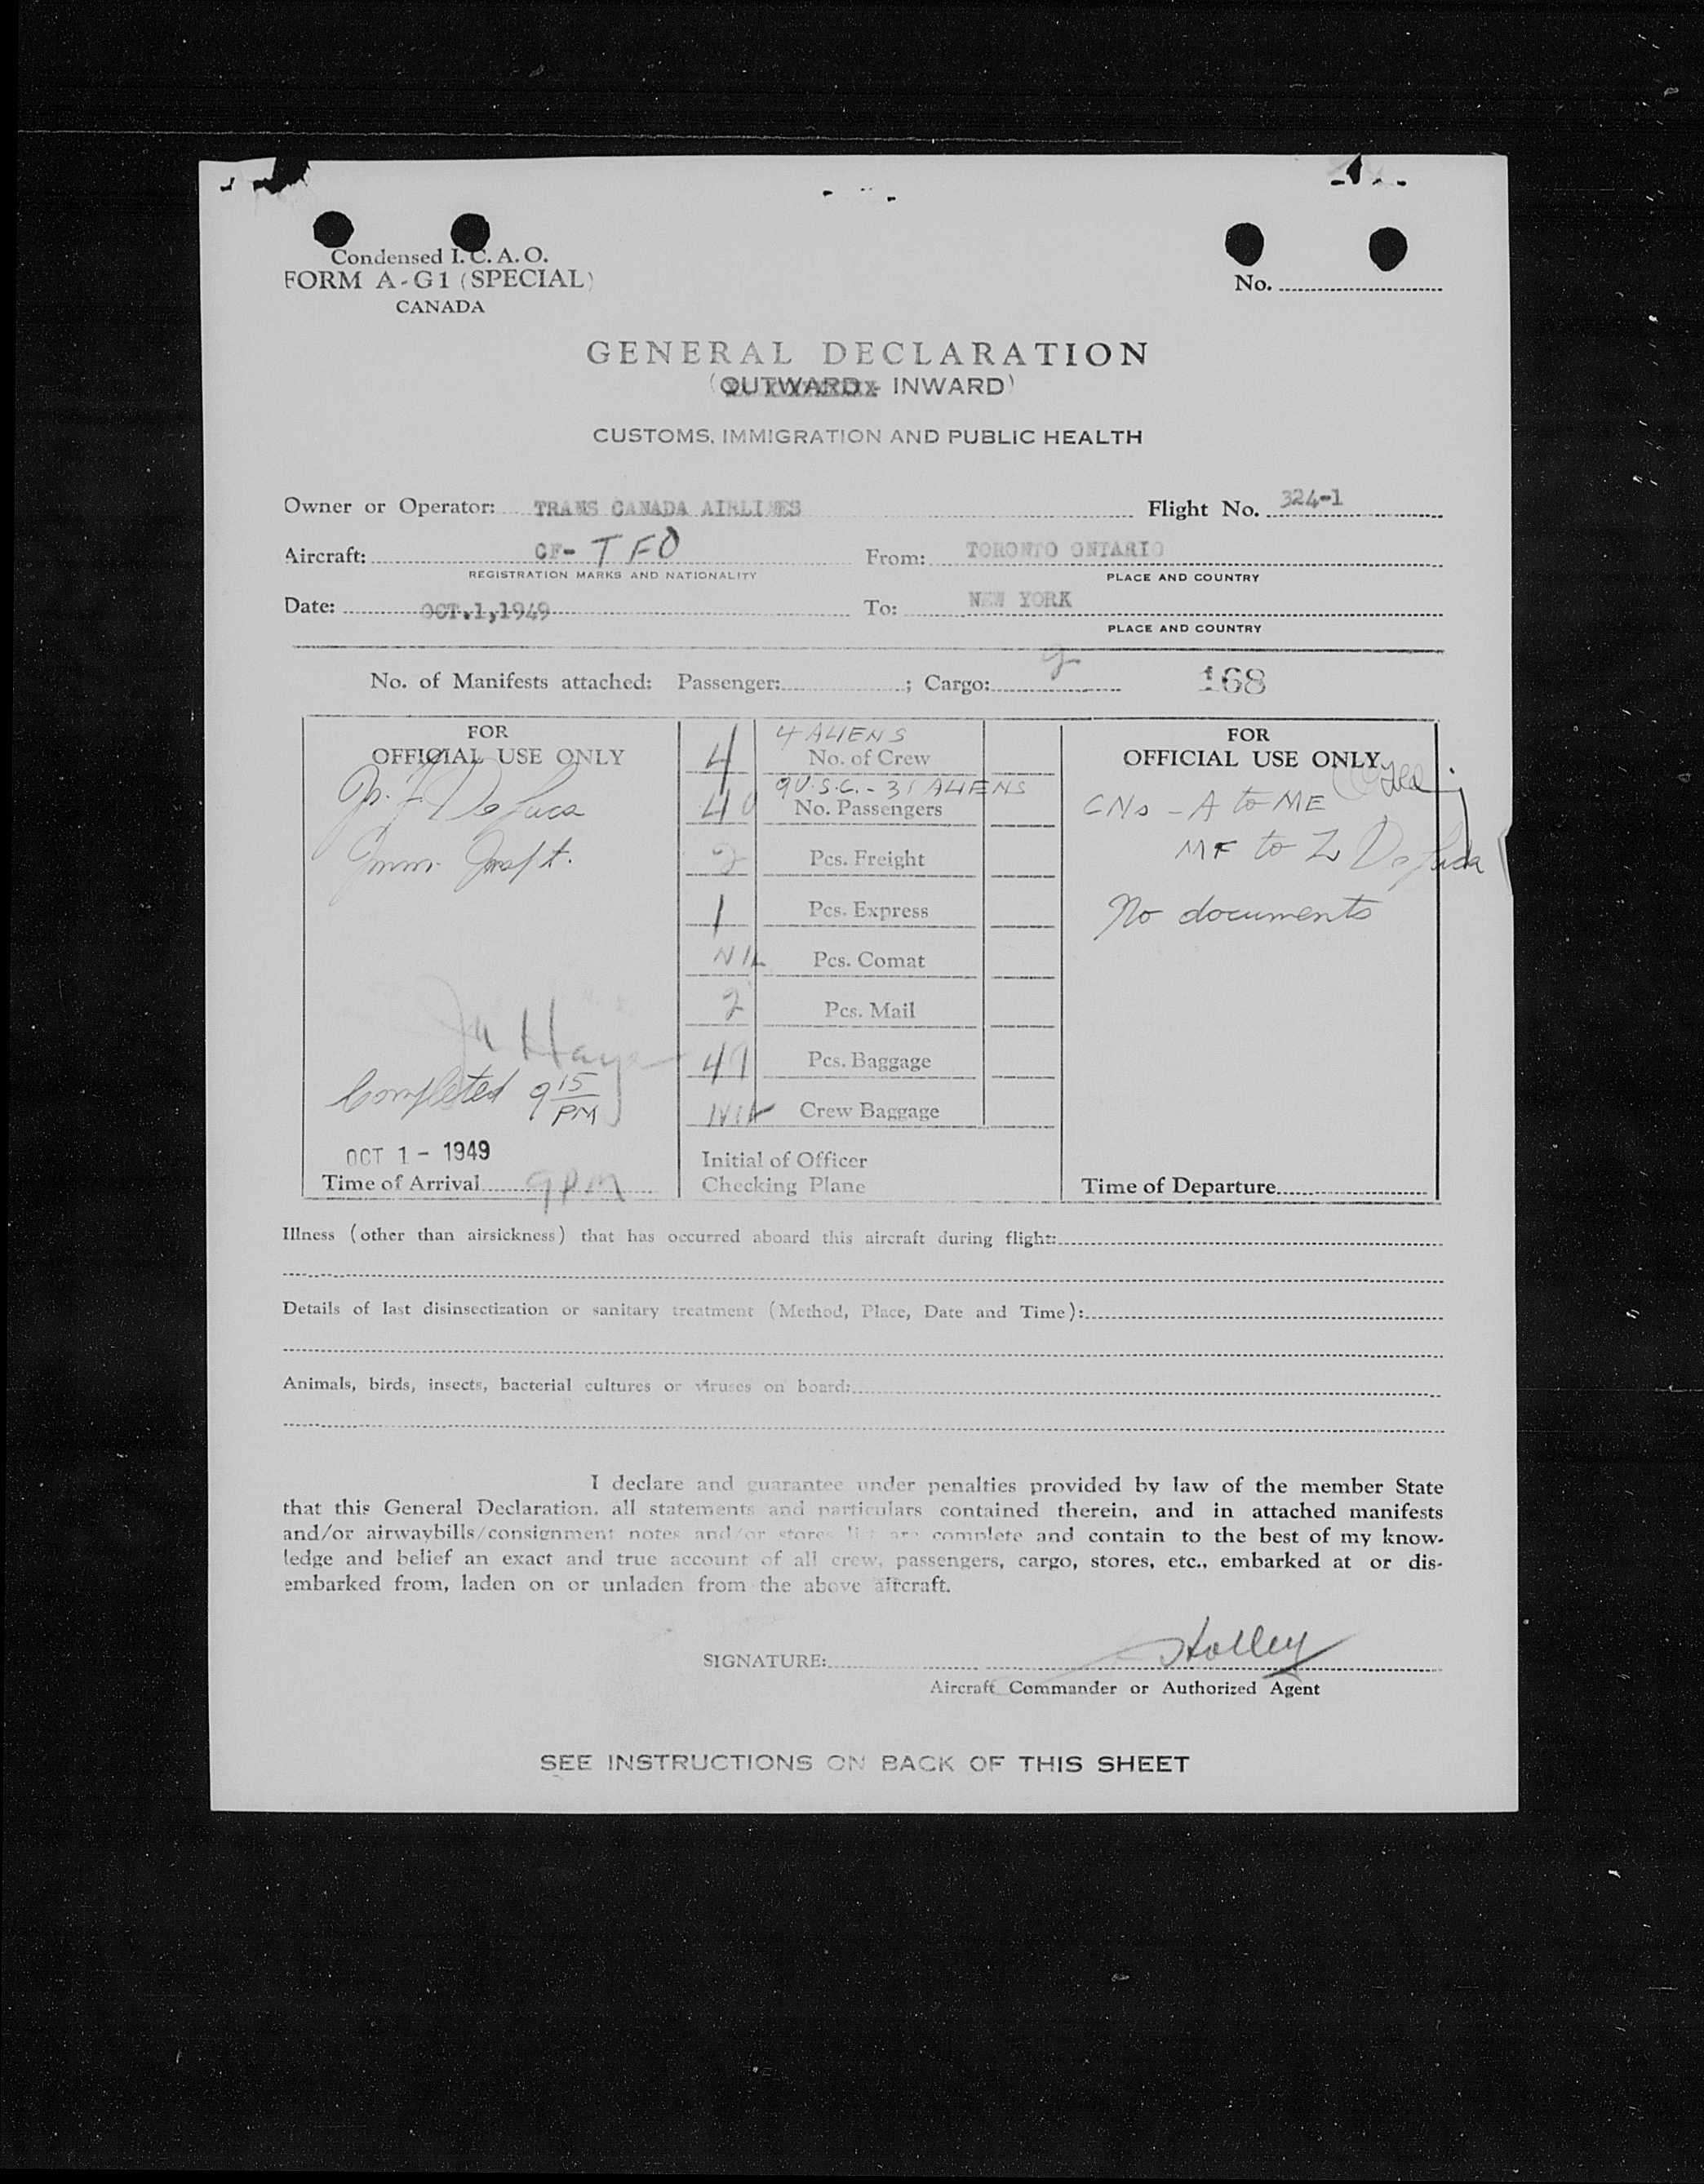 Condensed I.C.A.O.
FORM A-G1 (SPECIAL)
CANADA
No.
GENERAL DECLARATION
(OUTWARD - INWARD)
CUSTOMS, IMMIGRATION AND PUBLIC HEALTH
Owner or Operator: TRANS CANADA AIRLINES Flight No. 324-1
Aircraft: CF- TFO From: TORONTO ONTARIO
REGISTRATION MARKS AND NATIONALITY PLACE AND COUNTRY
Date: OCT.1,1949 To: NEW YORK
PLACE AND COUNTRY
No. of Manifests attached: Passenger: ; Cargo: 2 168
FOR
OFFICIAL USE ONLY
De Luca
Imm. Inspt.
Completed 9 15 PM
OCT 1 - 1949
Time of Arrival 9PM
4 ALIENS
4 No. of Crew
9 U.S.C. - 31 ALIENS
40 No. Passengers
2 Pcs. Freight
1 Pcs. Express
NIL Pcs. Comat
2 Pcs. Mail
49 Pcs. Baggage
NIL Crew Baggage
Initial of Officer
Checking Plane
FOR
OFFICIAL USE ONLY
CNs - A to ME
MF to Z De Luca
No documents
Time of Departure
Illness (other than airsickness) that has occurred aboard this aircraft during flight:
Details of last disinsectization or sanitary treatment (Method, Place, Date and Time):
Animals, birds, insects, bacterial cultures or viruses on board:
I declare and guarantee under penalties provided by law of the member State
that this General Declaration, all statements and particulars contained therein, and in attached manifests
and/or airwaybills/consignment notes and/or stores list are complete and contain to the best of my know-
ledge and belief an exact and true account of all crew, passengers, cargo, stores, etc., embarked at or dis-
embarked from, laden on or unladen from the above aircraft.
SIGNATURE: Holley
Aircraft Commander or Authorized Agent
SEE INSTRUCTIONS ON BACK OF THIS SHEET